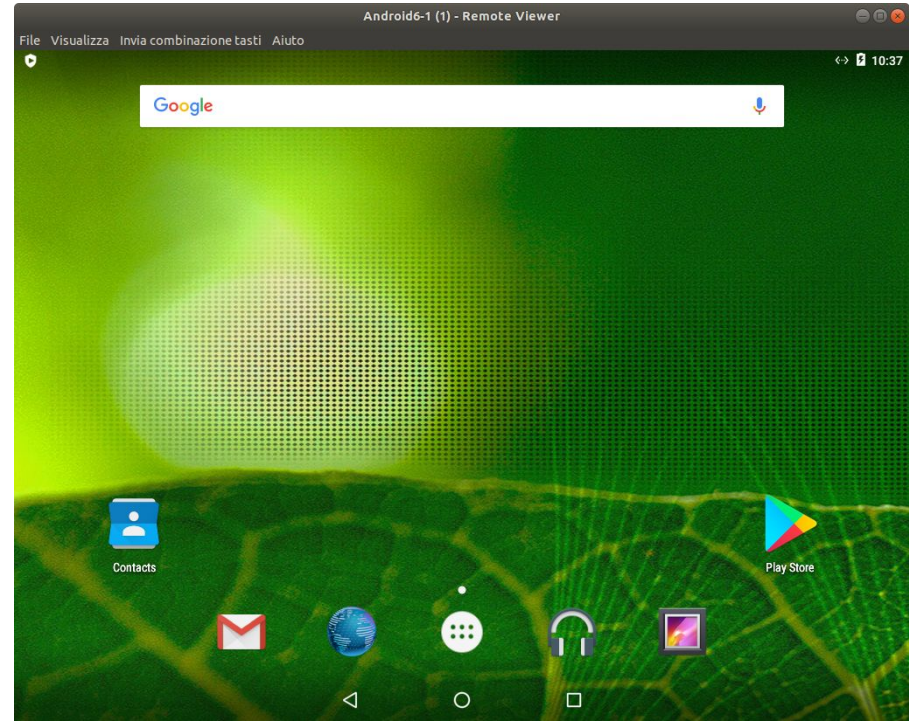 Android6-1 (1) - Remote Viewer
File Visualizza Invia combinazione tasti Aiuto
10:37
Google
Contacts
Play Store